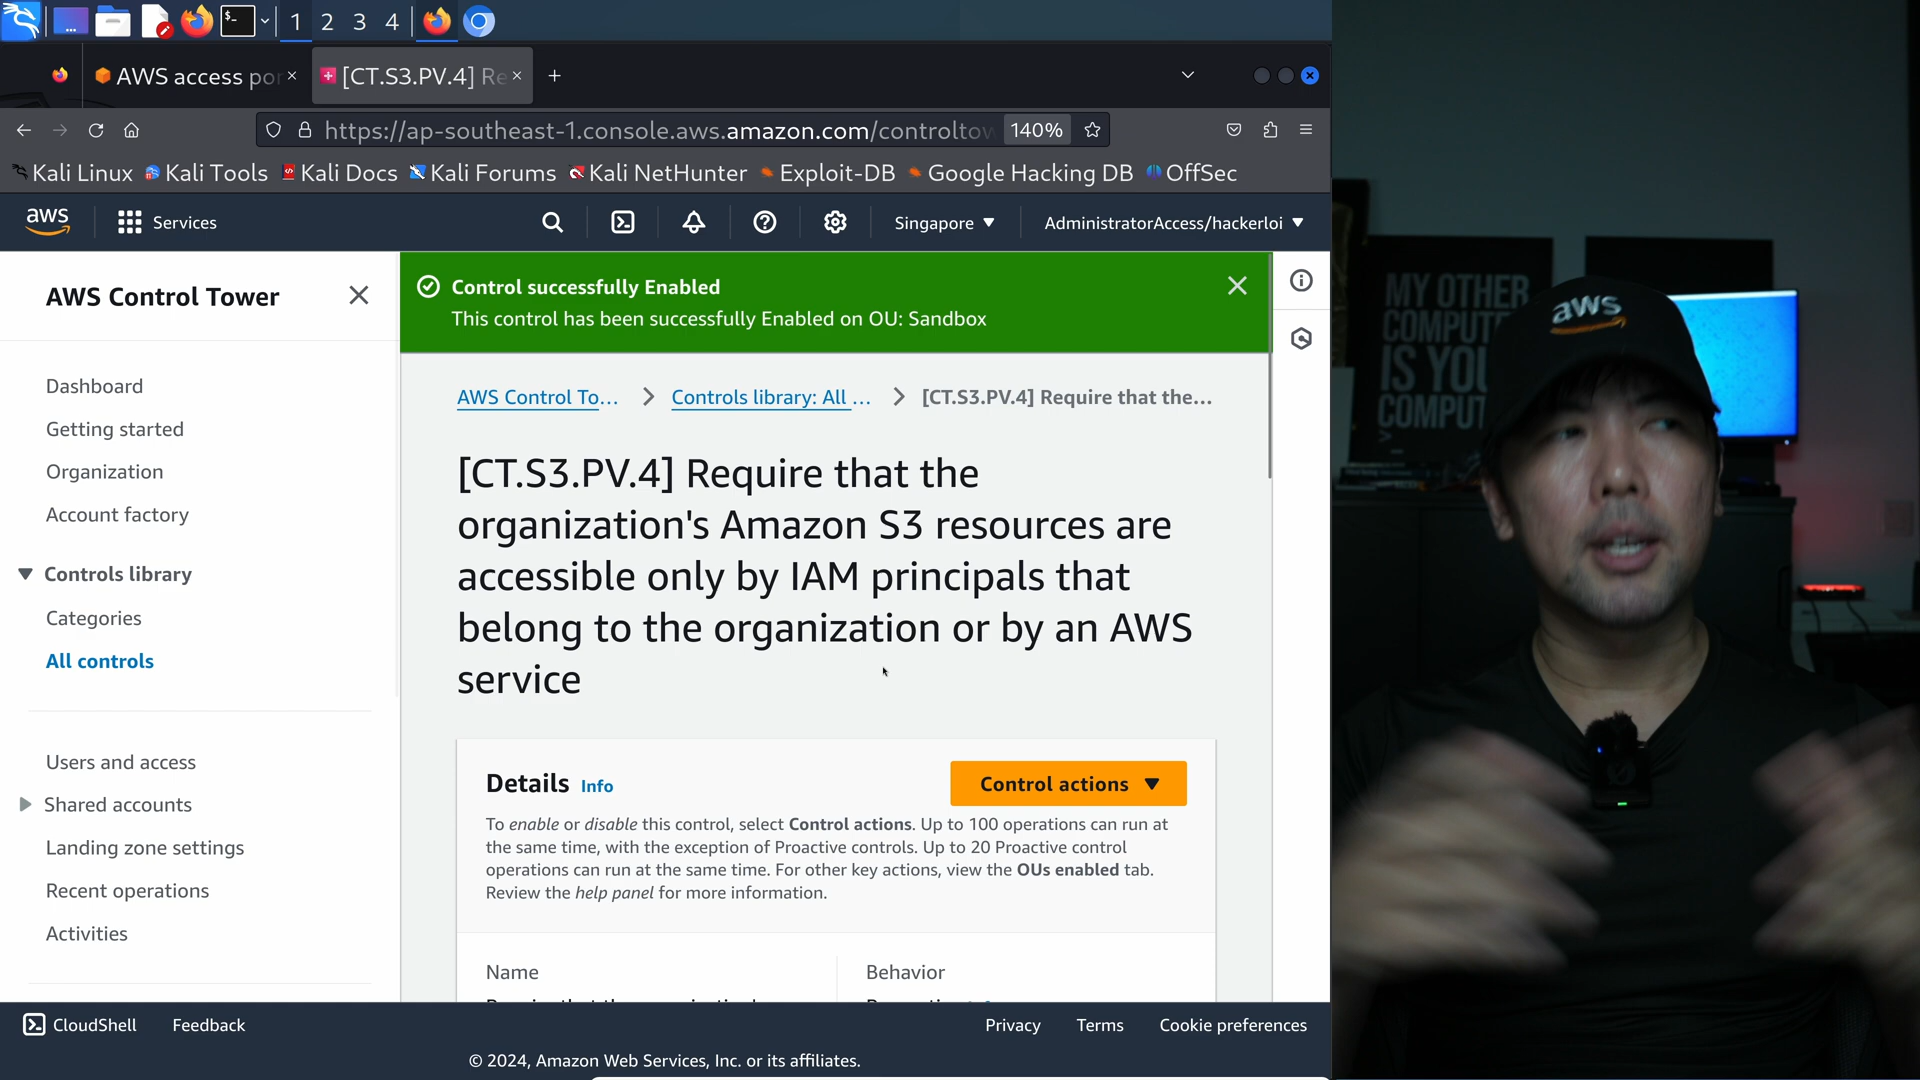 1 2 3 4
AWS access po
[CT.S3.PV.4] Re
https://ap-southeast-1.console.aws.amazon.com/controltow
140%
Kali Linux Kali Tools Kali Docs Kali Forums Kali NetHunter Exploit-DB Google Hacking DB OffSec
aws Services Singapore AdministratorAccess/hackerloi
AWS Control Tower
Dashboard
Getting started
Organization
Account factory
Controls library
Categories
All controls
Users and access
Shared accounts
Landing zone settings
Recent operations
Activities
Control successfully Enabled
This control has been successfully Enabled on OU: Sandbox
AWS Control To... > Controls library: All ... > [CT.S3.PV.4] Require that the...
[CT.S3.PV.4] Require that the
organization's Amazon S3 resources are
accessible only by IAM principals that
belong to the organization or by an AWS
service
Details Info
Control actions
To enable or disable this control, select Control actions. Up to 100 operations can run at
the same time, with the exception of Proactive controls. Up to 20 Proactive control
operations can run at the same time. For other key actions, view the OUs enabled tab.
Review the help panel for more information.
Name
Behavior
CloudShell Feedback Privacy Terms Cookie preferences
© 2024, Amazon Web Services, Inc. or its affiliates.
MY OTHER
COMPUTE
IS YOU
COMPUT
aws